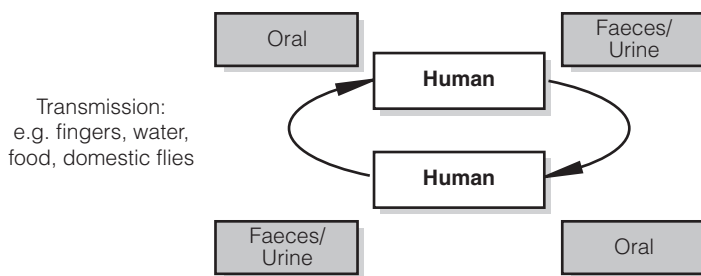 Oral
Faeces/
Urine
Human
Transmission:
e.g. fingers, water,
food, domestic flies
Human
Faeces/
Urine
Oral